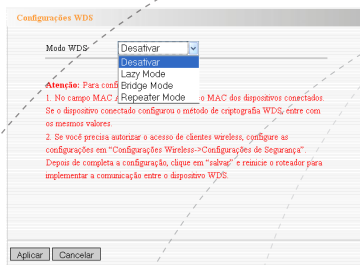 Configurações WDS
Modo WDS
Desativar
Desativar
Lazy Mode
Bridge Mode
Repeater Mode
Atenção: Para conf
1. No campo MAC o MAC dos dispositivos conectados.
Se o dispositivo conectado configurou o método de criptografia WDS, entre com
os mesmos valores.
2. Se você precisa autorizar o acesso de clientes wireless, configure as
configurações em "Configurações Wireless->Configurações de Segurança".
Depois de completa a configuração, clique em "salvar" e reinicie o roteador para
implementar a comunicação entre o dispositivo WDS.
Aplicar Cancelar